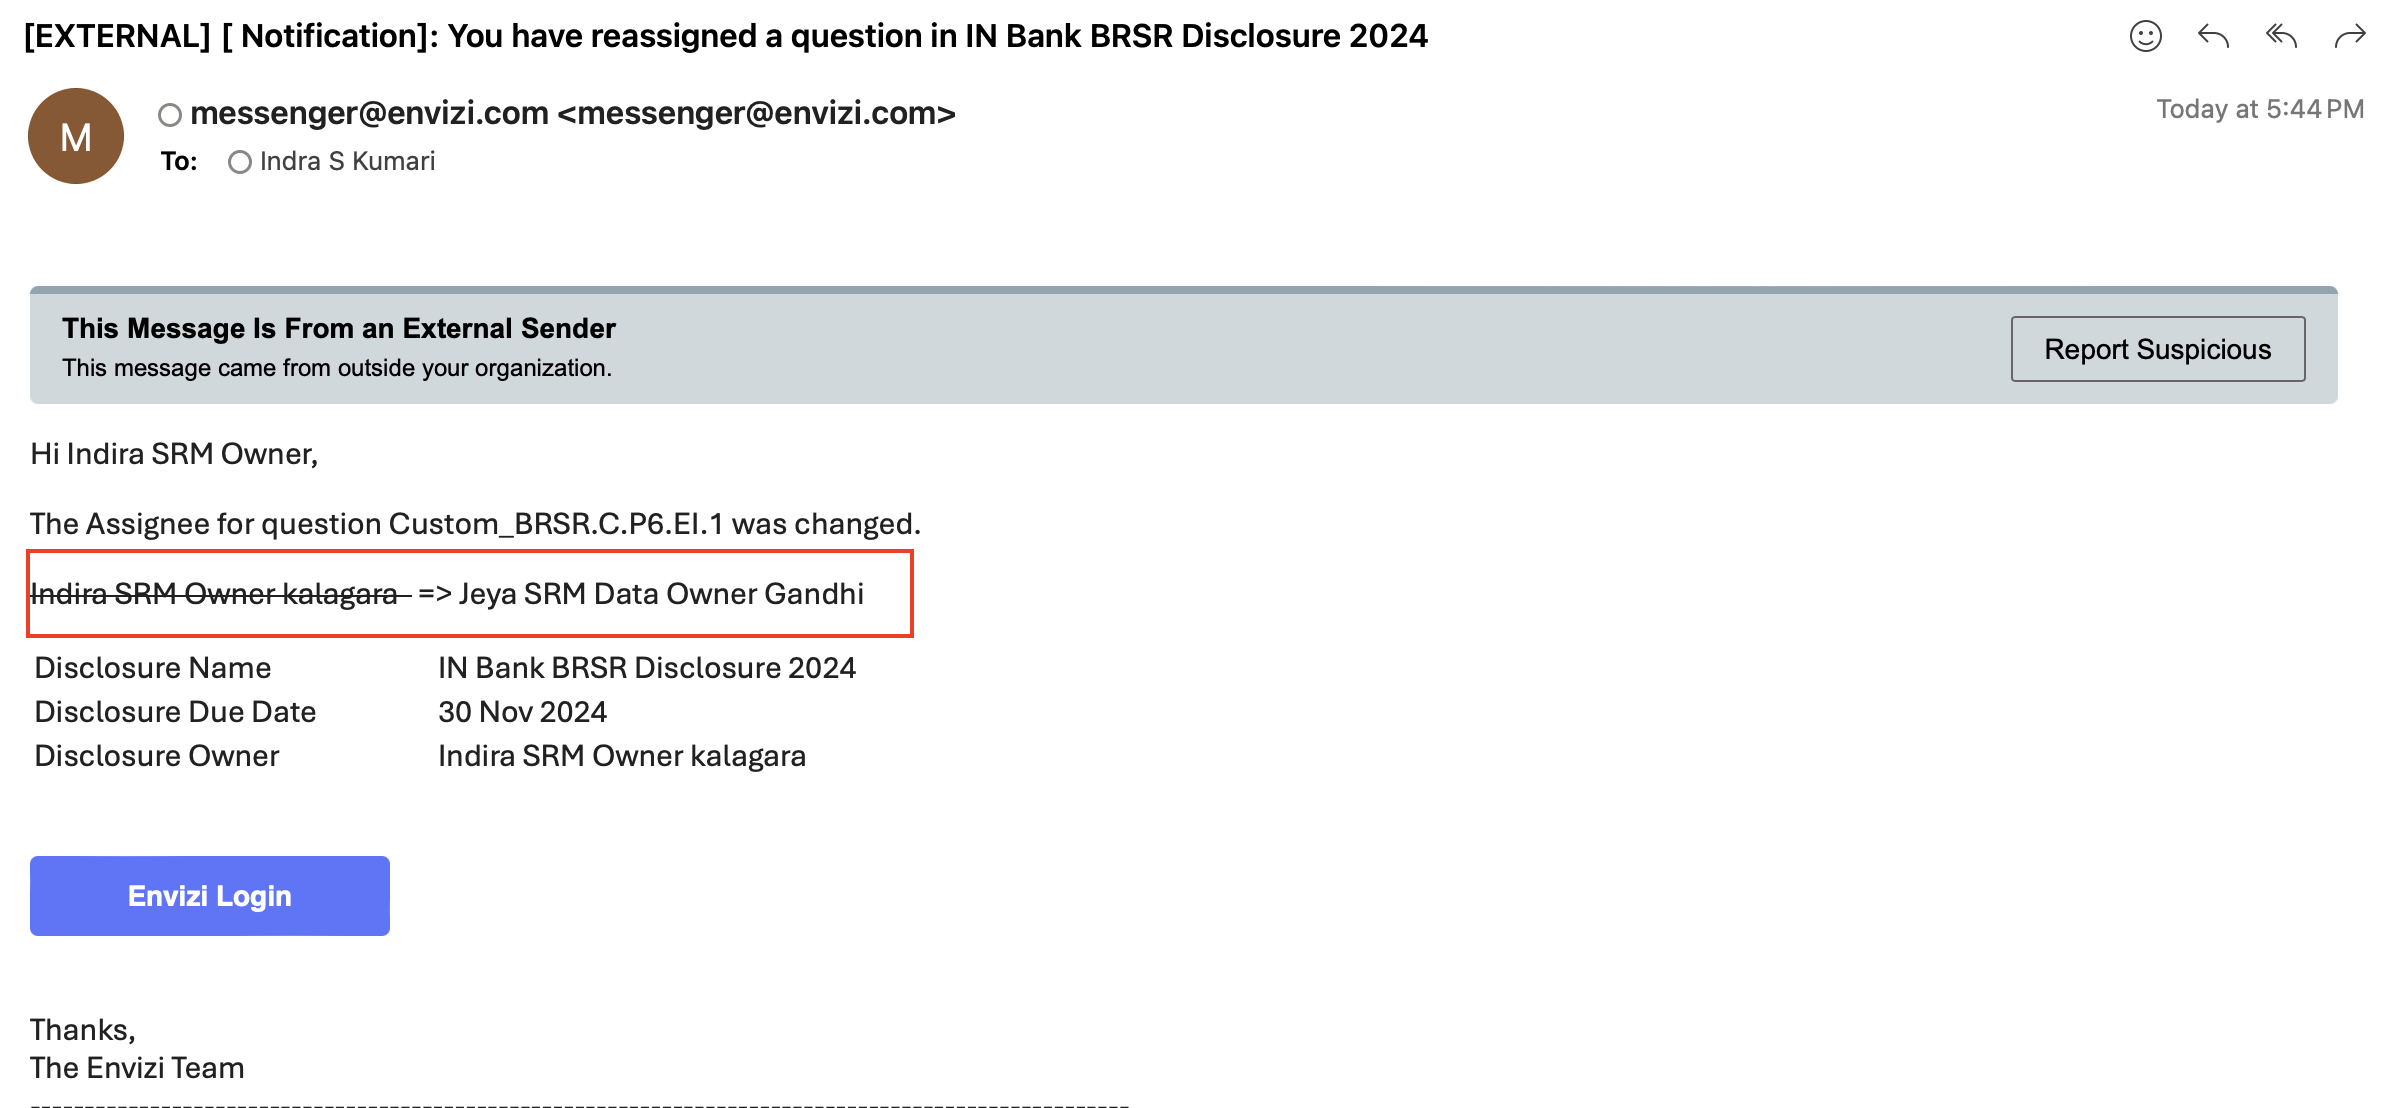 [EXTERNAL] [ Notification]: You have reassigned a question in IN Bank BRSR Disclosure 2024
M
messenger@envizi.com <messenger@envizi.com>
Today at 5:44 PM
To: Indra S Kumari
This Message Is From an External Sender
This message came from outside your organization.
Report Suspicious
Hi Indira SRM Owner,
The Assignee for question Custom_BRSR.C.P6.EI.1 was changed.
Indira SRM Owner kalagara => Jeya SRM Data Owner Gandhi
Disclosure Name IN Bank BRSR Disclosure 2024
Disclosure Due Date 30 Nov 2024
Disclosure Owner Indira SRM Owner kalagara
Envizi Login
Thanks,
The Envizi Team